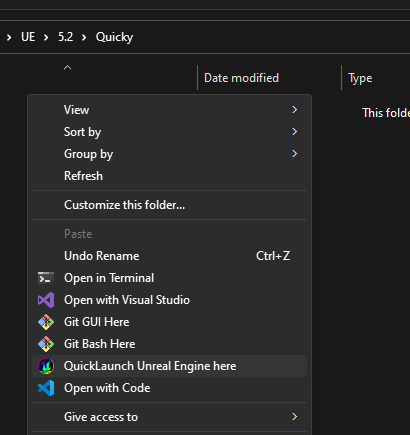 UE > 5.2 > Quicky
Date modified
Type
This folde
View
Sort by
Group by
Refresh
Customize this folder...
Paste
Undo Rename Ctrl+Z
Open in Terminal
Open with Visual Studio
Git GUI Here
Git Bash Here
QuickLaunch Unreal Engine here
Open with Code
Give access to